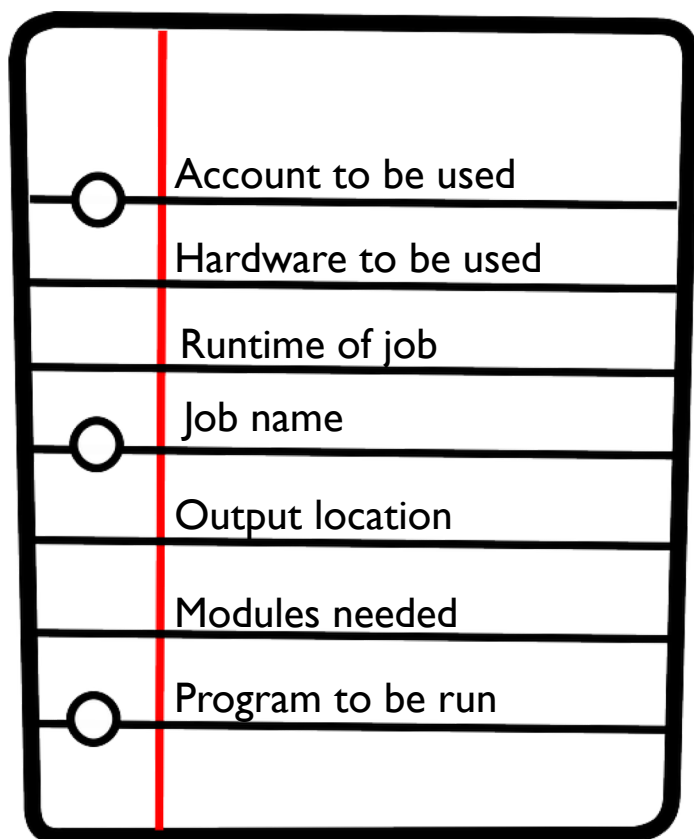 Account to be used
Hardware to be used
Runtime of job
Job name
Output location
Modules needed
Program to be run